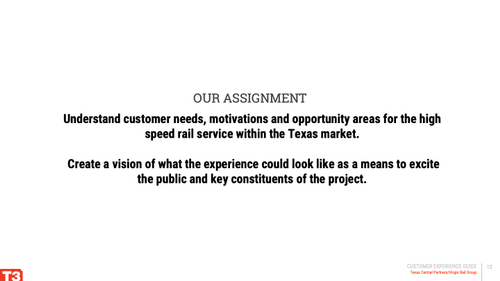 OUR ASSIGNMENT
Understand customer needs, motivations and opportunity areas for the high
speed rail service within the Texas market.
Create a vision of what the experience could look like as a means to excite
the public and key constituents of the project.
T3
CUSTOMER EXPERIENCE GUIDE
Texas Central Partners/Virgin Rail Group
12